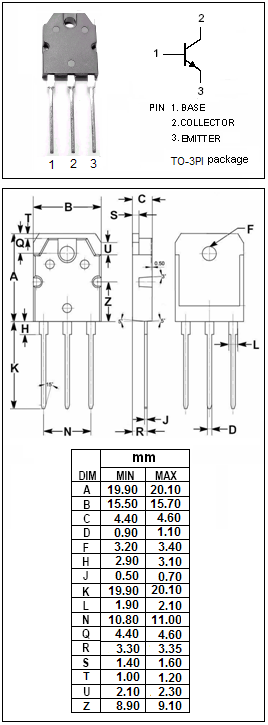 2
1
3
PIN 1. BASE
2.COLLECTOR
3. EMITTER
1 2 3
TO-3PI package
B
C
T
S
F
Q
U
A
0.50
3°
Z
H
5° 5°
K
L
15°
J
N
R
D
mm
DIM MIN MAX
A 19.90 20.10
B 15.50 15.70
C 4.40 4.60
D 0.90 1.10
F 3.20 3.40
H 2.90 3.10
J 0.50 0.70
K 19.90 20.10
L 1.90 2.10
N 10.80 11.00
Q 4.40 4.60
R 3.30 3.35
S 1.40 1.60
T 1.00 1.20
U 2.10 2.30
Z 8.90 9.10